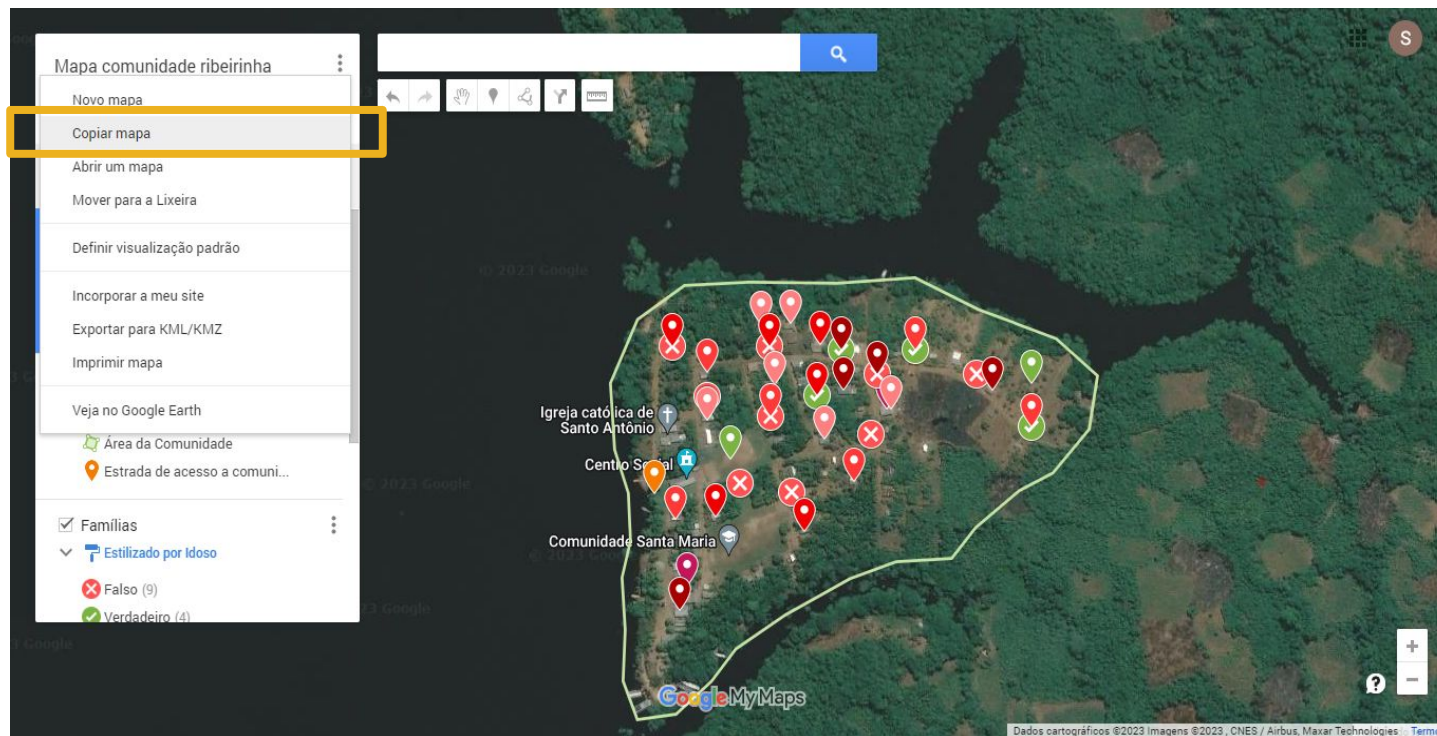 Mapa comunidade ribeirinha
Novo mapa
Copiar mapa
Abrir um mapa
Mover para a Lixeira
Definir visualização padrão
Incorporar a meu site
Exportar para KML/KMZ
Imprimir mapa
Veja no Google Earth
Área da Comunidade
Estrada de acesso a comuni...
Famílias
Estilizado por Idoso
Falso (9)
Verdadeiro (4)
S
© 2023 Google
Igreja católica de
Santo Antônio
Centro Social
© 2023 Google
Comunidade Santa Maria
© 2023 Google
23 Google
Google
Google My Maps
+
?
−
Dados cartográficos ©2023 Imagens ©2023 , CNES / Airbus, Maxar Technologies